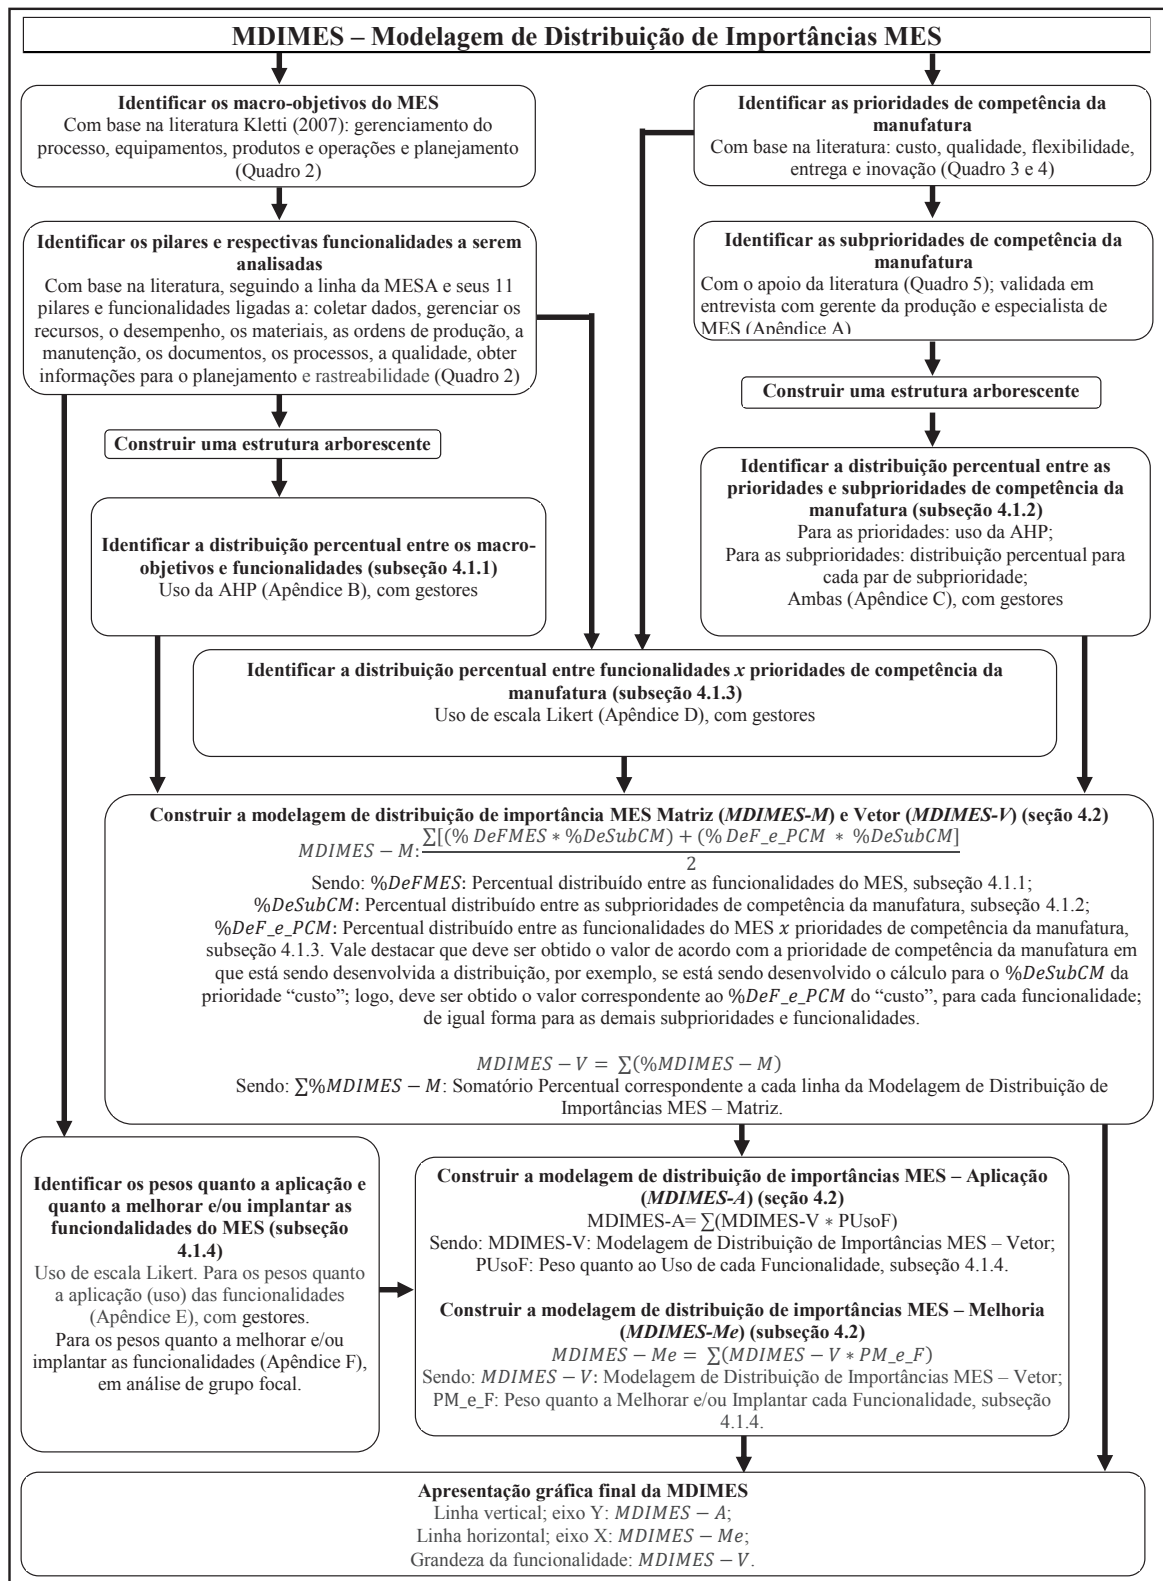 MDIMES – Modelagem de Distribuição de Importâncias MES
Identificar os macro-objetivos do MES
Com base na literatura Kletti (2007): gerenciamento do
processo, equipamentos, produtos e operações e planejamento
(Quadro 2)
Identificar as prioridades de competência da
manufatura
Com base na literatura: custo, qualidade, flexibilidade,
entrega e inovação (Quadro 3 e 4)
Identificar os pilares e respectivas funcionalidades a serem
analisadas
Com base na literatura, seguindo a linha da MESA e seus 11
pilares e funcionalidades ligadas a: coletar dados, gerenciar os
recursos, o desempenho, os materiais, as ordens de produção, a
manutenção, os documentos, os processos, a qualidade, obter
informações para o planejamento e rastreabilidade (Quadro 2)
Identificar as subprioridades de competência da
manufatura
Com o apoio da literatura (Quadro 5); validada em
entrevista com gerente da produção e especialista de
MES (Apêndice A)
Construir uma estrutura arborescente
Construir uma estrutura arborescente
Identificar a distribuição percentual entre os macro-
objetivos e funcionalidades (subseção 4.1.1)
Uso da AHP (Apêndice B), com gestores
Identificar a distribuição percentual entre as
prioridades e subprioridades de competência da
manufatura (subseção 4.1.2)
Para as prioridades: uso da AHP;
Para as subprioridades: distribuição percentual para
cada par de subprioridade;
Ambas (Apêndice C), com gestores
Identificar a distribuição percentual entre funcionalidades x prioridades de competência da
manufatura (subseção 4.1.3)
Uso de escala Likert (Apêndice D), com gestores
Construir a modelagem de distribuição de importância MES Matriz (MDIMES-M) e Vetor (MDIMES-V) (seção 4.2)
MDIMES − M: ∑[(% DeFMES ∗ %DeSubCM) + (% DeF_e_PCM ∗ %DeSubCM]
2
Sendo: %DeFMES: Percentual distribuído entre as funcionalidades do MES, subseção 4.1.1;
%DeSubCM: Percentual distribuído entre as subprioridades de competência da manufatura, subseção 4.1.2;
%DeF_e_PCM: Percentual distribuído entre as funcionalidades do MES x prioridades de competência da manufatura,
subseção 4.1.3. Vale destacar que deve ser obtido o valor de acordo com a prioridade de competência da manufatura em
que está sendo desenvolvida a distribuição, por exemplo, se está sendo desenvolvido o cálculo para o %DeSubCM da
prioridade “custo”; logo, deve ser obtido o valor correspondente ao %DeF_e_PCM do “custo”, para cada funcionalidade;
de igual forma para as demais subprioridades e funcionalidades.
MDIMES − V = ∑(%MDIMES − M)
Sendo: ∑%MDIMES − M: Somatório Percentual correspondente a cada linha da Modelagem de Distribuição de
Importâncias MES – Matriz.
Identificar os pesos quanto a aplicação e
quanto a melhorar e/ou implantar as
funciondalidades do MES (subseção
4.1.4)
Uso de escala Likert. Para os pesos quanto
a aplicação (uso) das funcionalidades
(Apêndice E), com gestores.
Para os pesos quanto a melhorar e/ou
implantar as funcionalidades (Apêndice F),
em análise de grupo focal.
Construir a modelagem de distribuição de importâncias MES – Aplicação
(MDIMES-A) (seção 4.2)
MDIMES-A= ∑(MDIMES-V * PUsoF)
Sendo: MDIMES-V: Modelagem de Distribuição de Importâncias MES – Vetor;
PUsoF: Peso quanto ao Uso de cada Funcionalidade, subseção 4.1.4.
Construir a modelagem de distribuição de importâncias MES – Melhoria
(MDIMES-Me) (subseção 4.2)
MDIMES − Me = ∑(MDIMES − V ∗ PM_e_F)
Sendo: MDIMES − V: Modelagem de Distribuição de Importâncias MES – Vetor;
PM_e_F: Peso quanto a Melhorar e/ou Implantar cada Funcionalidade, subseção
4.1.4.
Apresentação gráfica final da MDIMES
Linha vertical; eixo Y: MDIMES − A;
Linha horizontal; eixo X: MDIMES − Me;
Grandeza da funcionalidade: MDIMES − V.